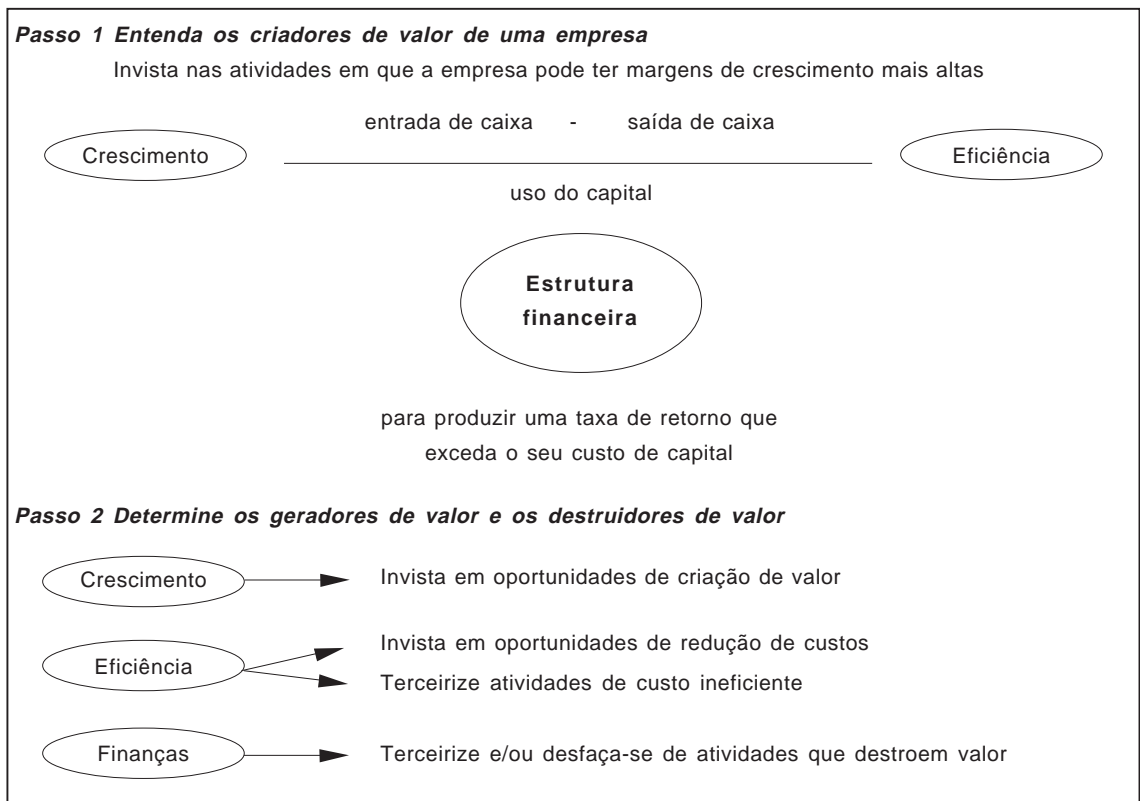 Passo 1 Entenda os criadores de valor de uma empresa
Invista nas atividades em que a empresa pode ter margens de crescimento mais altas
entrada de caixa - saída de caixa
Crescimento
Eficiência
uso do capital
Estrutura
financeira
para produzir uma taxa de retorno que
exceda o seu custo de capital
Passo 2 Determine os geradores de valor e os destruidores de valor
Crescimento Invista em oportunidades de criação de valor
Eficiência
Invista em oportunidades de redução de custos
Terceirize atividades de custo ineficiente
Finanças Terceirize e/ou desfaça-se de atividades que destroem valor